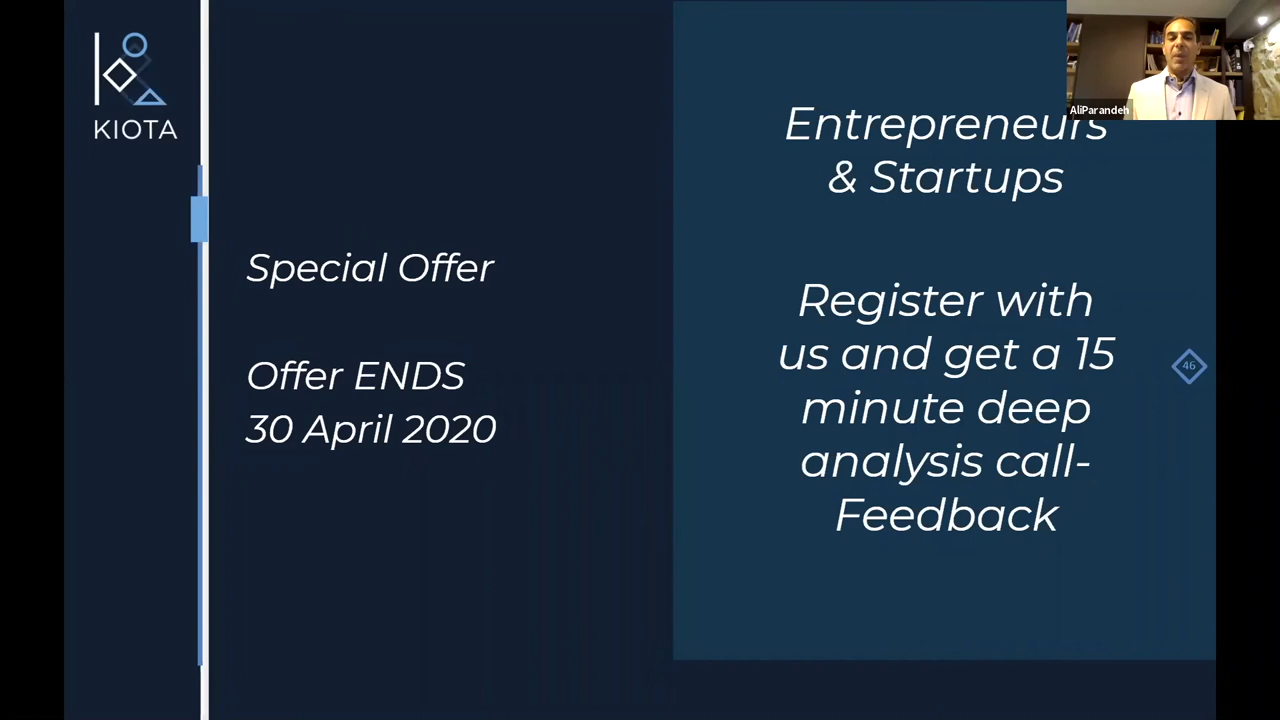 KIOTA
Special Offer
Offer ENDS
30 April 2020
Entrepreneurs
& Startups
Register with
us and get a 15
minute deep
analysis call-
Feedback
46
AliParandeh